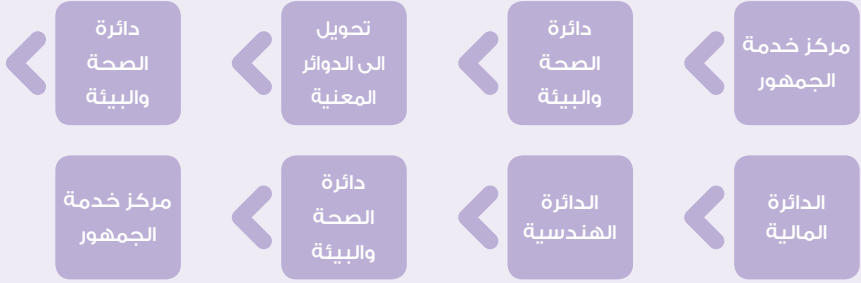 مركز خدمة
الجمهور
دائرة
الصحة
والبيئة
تحويل
الى الدوائر
المعنية
دائرة
الصحة
والبيئة
الدائرة
المالية
الدائرة
الهندسية
دائرة
الصحة
والبيئة
مركز خدمة
الجمهور